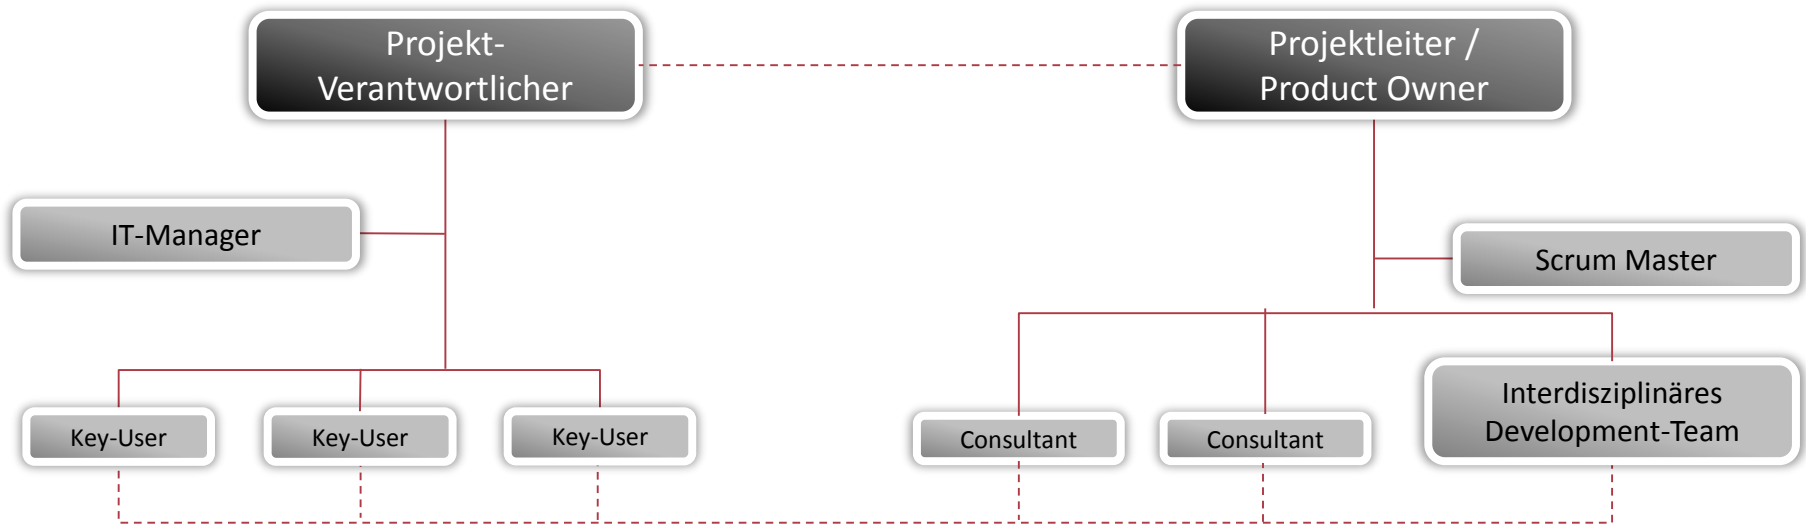 Projekt-
Verantwortlicher
Projektleiter /
Product Owner
IT-Manager
Scrum Master
Key-User
Key-User
Key-User
Consultant
Consultant
Interdisziplinäres
Development-Team